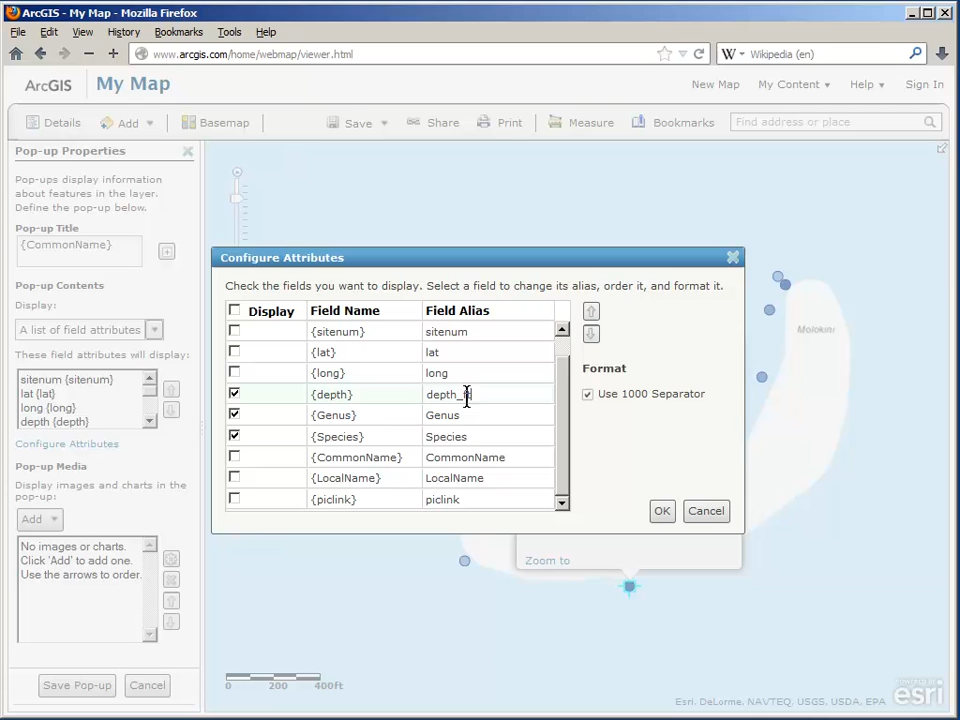 ArcGIS - My Map - Mozilla Firefox
File Edit View History Bookmarks Tools Help
www.arcgis.com/home/webmap/viewer.html
Wikipedia (en)
ArcGIS My Map
New Map My Content Help Sign In
Details Add Basemap Save Share Print Measure Bookmarks Find address or place
Pop-up Properties
Pop-ups display information
about features in the layer.
Define the pop-up below.
Pop-up Title
{CommonName}
Pop-up Contents
Display:
A list of field attributes
These field attributes will display:
sitenum {sitenum}
lat {lat}
long {long}
depth {depth}
Configure Attributes
Pop-up Media
Display images and charts in the
pop-up:
Add
No images or charts.
Click 'Add' to add one.
Use the arrows to order.
Save Pop-up Cancel
Configure Attributes
Check the fields you want to display. Select a field to change its alias, order it, and format it.
Display Field Name Field Alias
{sitenum} sitenum
{lat} lat
{long} long
{depth}
{Genus} Genus
{Species} Species
{CommonName} CommonName
{LocalName} LocalName
{piclink} piclink
Format
Use 1000 Separator
OK Cancel
Zoom to
Molokini
0 200 400ft
Esri, DeLorme, NAVTEQ, USGS, USDA, EPA
esri